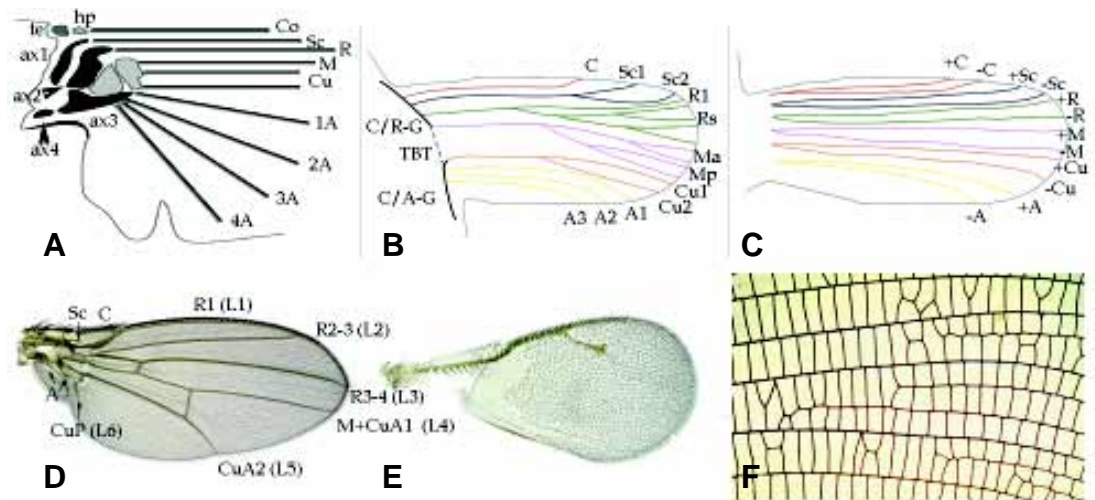 hp
te
Co
ax1
Sc
R
M
ax2
Cu
ax3
1A
ax4
2A
3A
4A
A
C
Sc1
Sc2
R1
Rs
C/R-G
TBT
Ma
Mp
C/A-G
Cu1
Cu2
A3 A2 A1
B
+C
-C
+Sc
-Sc
+R
-R
+M
-M
+Cu
-Cu
+A
-A
C
Sc C
R1 (L1)
R2-3 (L2)
R3-4 (L3)
A
M+CuA1 (L4)
CuP (L6)
CuA2 (L5)
D
E
F